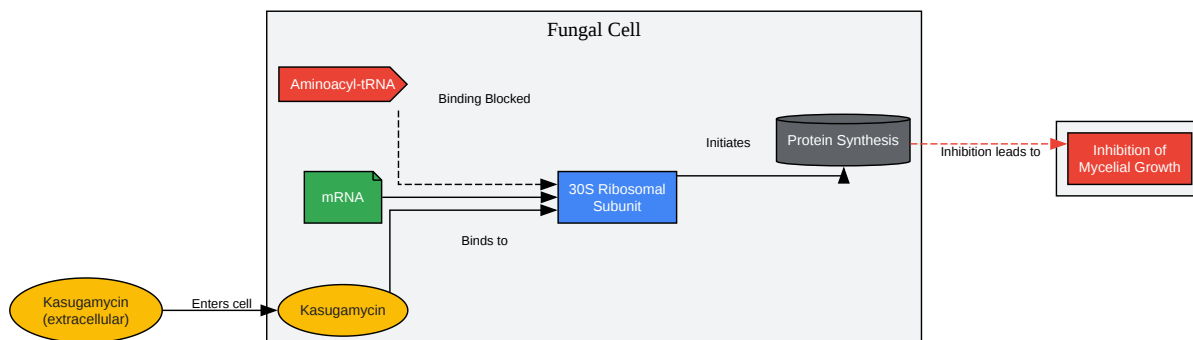 Fungal Cell
Aminoacyl-tRNA
Binding Blocked
Initiates
Protein Synthesis
Inhibition leads to
Inhibition of
Mycelial Growth
mRNA
30S Ribosomal
Subunit
Binds to
Kasugamycin
(extracellular)
Enters cell
Kasugamycin